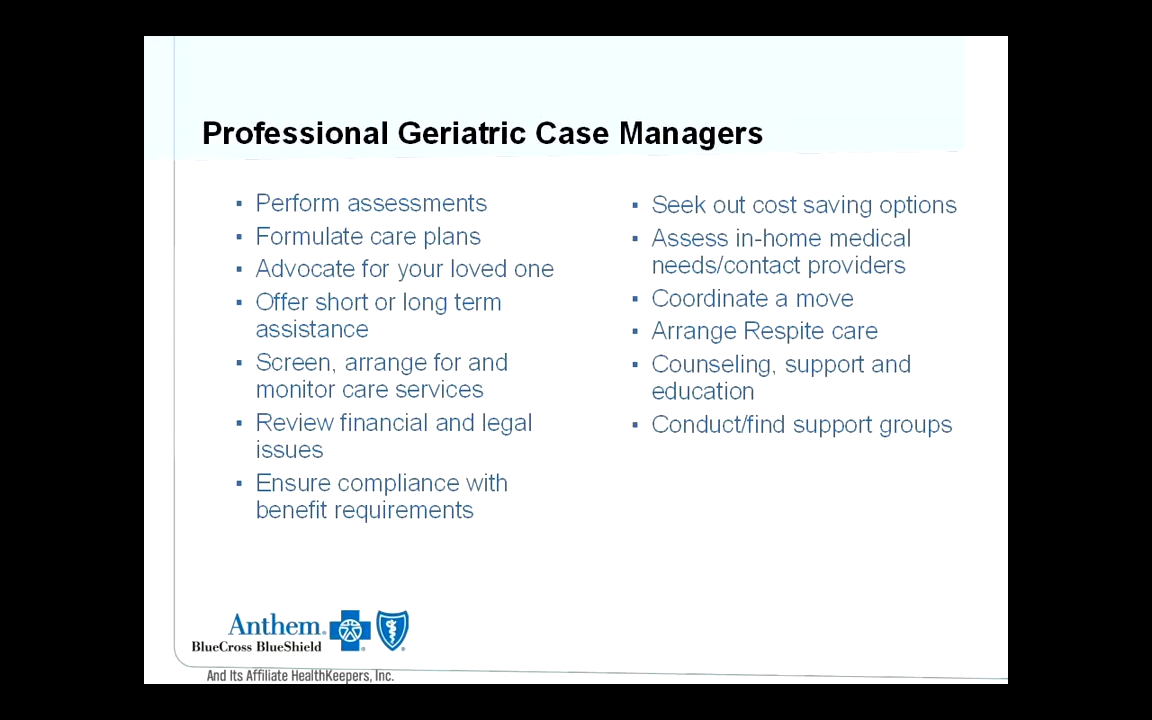 Professional Geriatric Case Managers
▪ Perform assessments
▪ Formulate care plans
▪ Advocate for your loved one
▪ Offer short or long term
assistance
▪ Screen, arrange for and
monitor care services
▪ Review financial and legal
issues
▪ Ensure compliance with
benefit requirements
▪ Seek out cost saving options
▪ Assess in-home medical
needs/contact providers
▪ Coordinate a move
▪ Arrange Respite care
▪ Counseling, support and
education
▪ Conduct/find support groups
Anthem.®
BlueCross BlueShield
And Its Affiliate HealthKeepers, Inc.